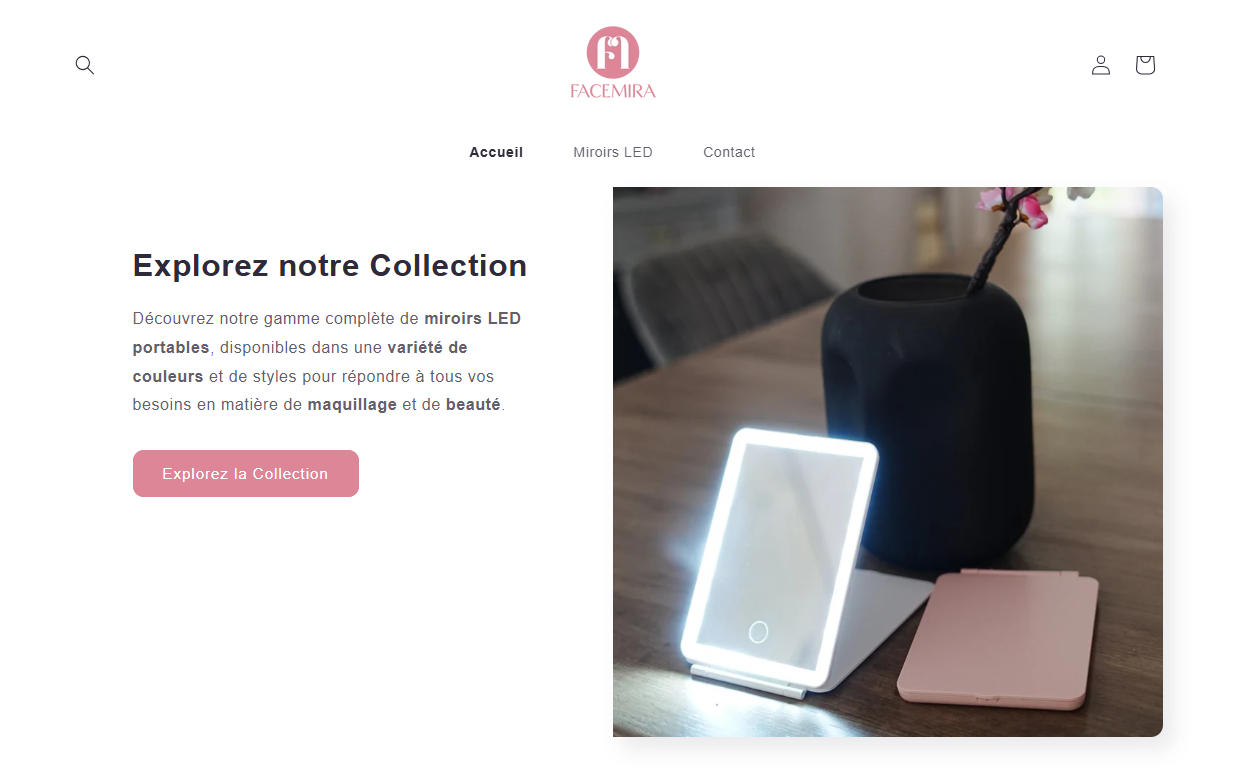 FACEMIRA
Accueil Miroirs LED Contact
Explorez notre Collection
Découvrez notre gamme complète de miroirs LED
portables, disponibles dans une variété de
couleurs et de styles pour répondre à tous vos
besoins en matière de maquillage et de beauté.
Explorez la Collection